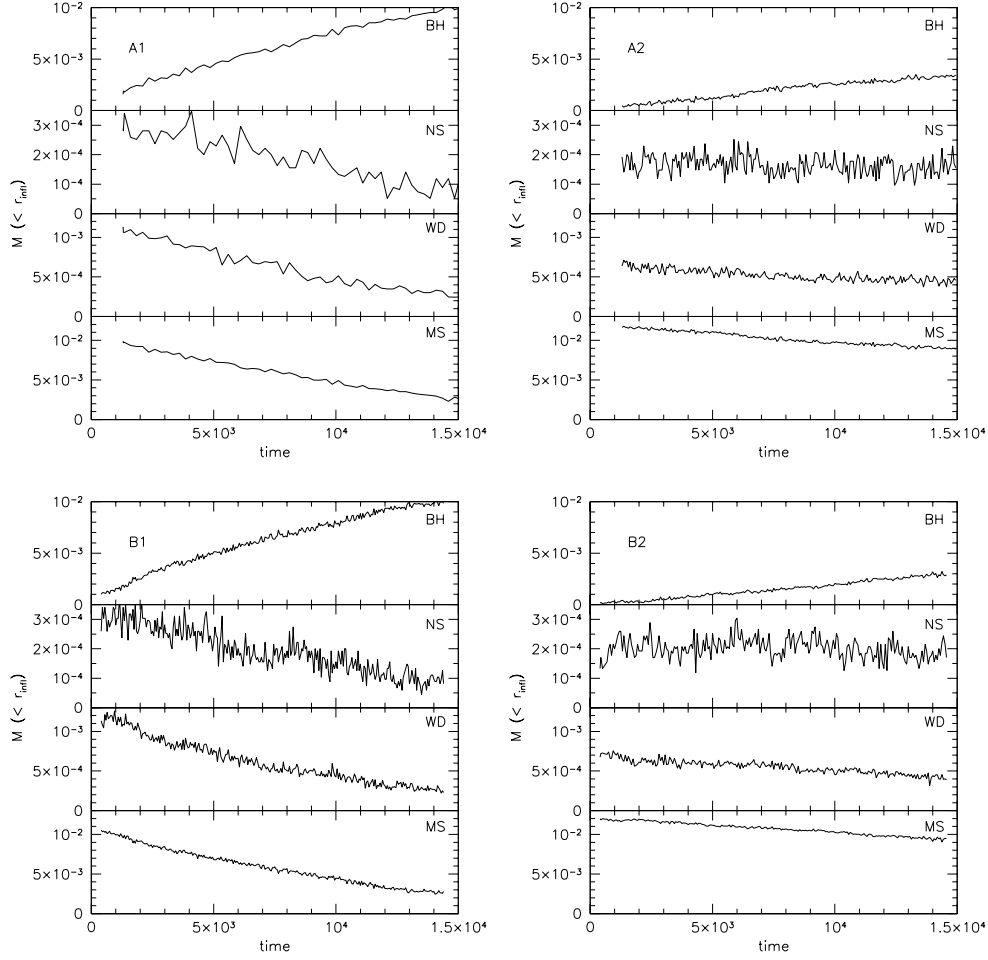 10⁻²
A1
BH
5×10⁻³
0
3×10⁻⁴
NS
2×10⁻⁴
10⁻⁴
0
M (< r_infl)
10⁻³
WD
5×10⁻⁴
0
10⁻²
MS
5×10⁻³
0
0 5×10³ 10⁴ 1.5×10⁴
time
10⁻²
A2
BH
5×10⁻³
0
3×10⁻⁴
NS
2×10⁻⁴
10⁻⁴
0
M (< r_infl)
10⁻³
WD
5×10⁻⁴
0
10⁻²
MS
5×10⁻³
0
0 5×10³ 10⁴ 1.5×10⁴
time
10⁻²
B1
BH
5×10⁻³
0
3×10⁻⁴
NS
2×10⁻⁴
10⁻⁴
0
M (< r_infl)
10⁻³
WD
5×10⁻⁴
0
10⁻²
MS
5×10⁻³
0
0 5×10³ 10⁴ 1.5×10⁴
time
10⁻²
B2
BH
5×10⁻³
0
3×10⁻⁴
NS
2×10⁻⁴
10⁻⁴
0
M (< r_infl)
10⁻³
WD
5×10⁻⁴
0
10⁻²
MS
5×10⁻³
0
0 5×10³ 10⁴ 1.5×10⁴
time